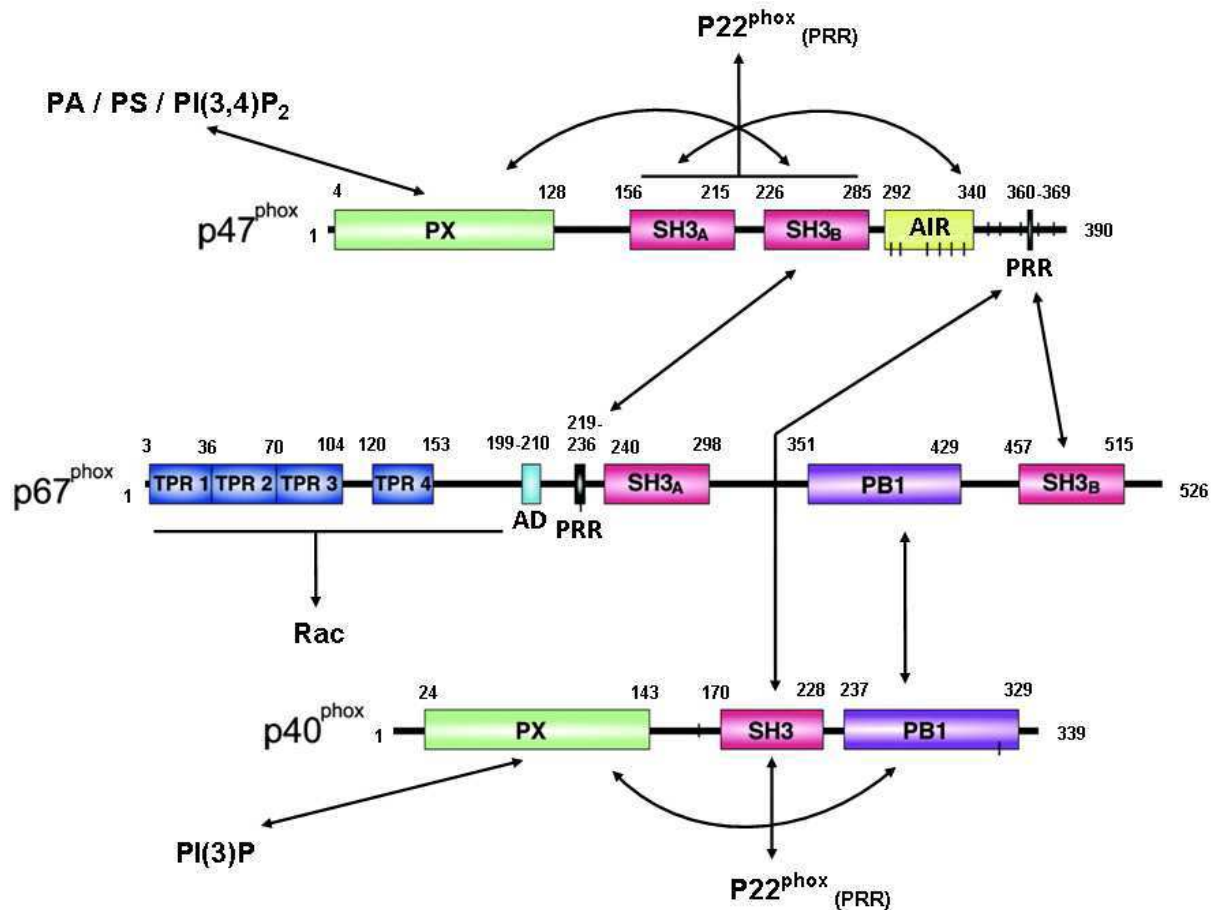 P22phox (PRR)
PA / PS / PI(3,4)P2
4 128 156 215 226 285 292 340 360-369
p47phox 1 PX SH3A SH3B AIR 390
PRR
219-
3 36 70 104 120 153 199-210 236 240 298 351 429 457 515
p67phox 1 TPR 1 TPR 2 TPR 3 TPR 4 SH3A PB1 SH3B 526
AD PRR
Rac
24 143 170 228 237 329
p40phox 1 PX SH3 PB1 339
PI(3)P
P22phox (PRR)